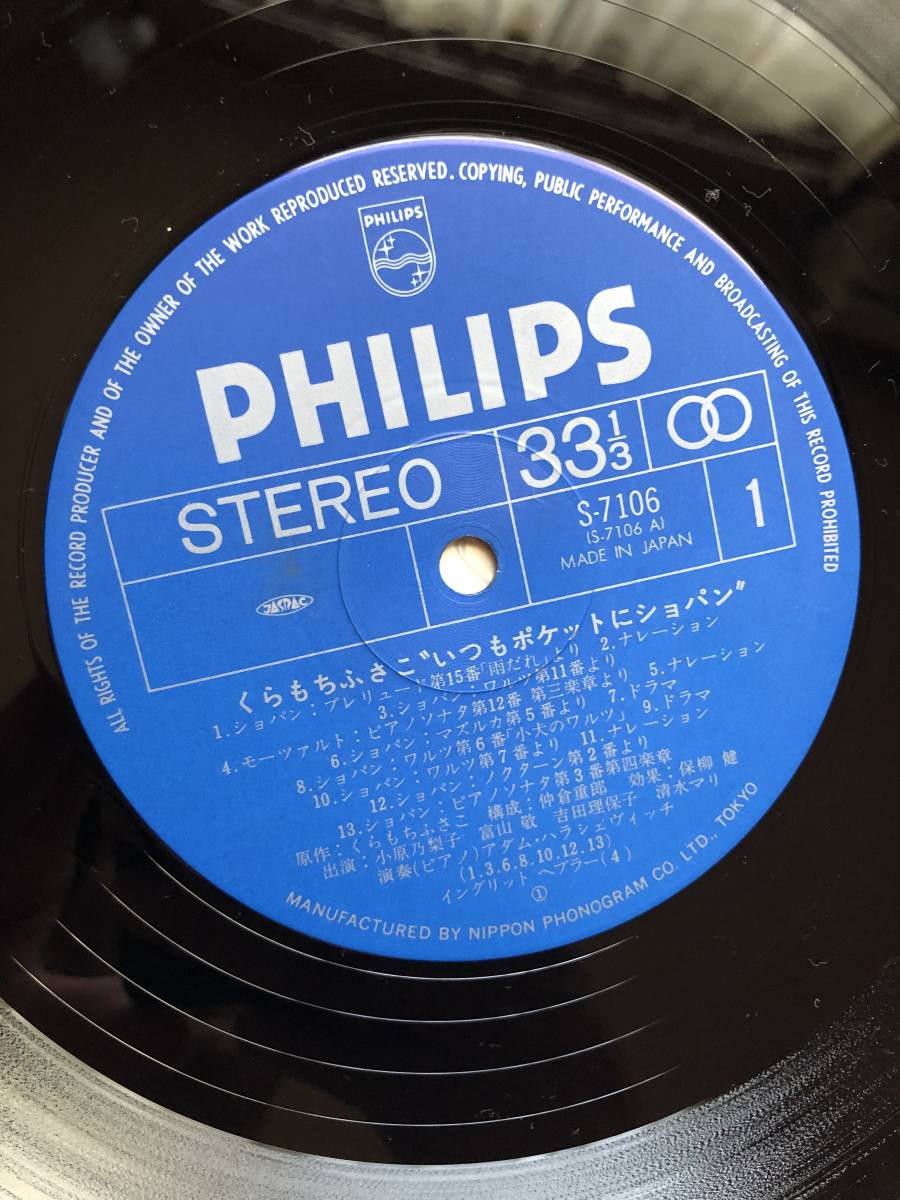 ALL RIGHTS OF THE RECORD PRODUCER AND OF THE OWNER OF THE WORK REPRODUCED RESERVED. COPYING, PUBLIC PERFORMANCE AND BROADCASTING OF THIS RECORD PROHIBITED
PHILIPS
PHILIPS
STEREO
33 1/3
S-7106
(S-7106 A)
MADE IN JAPAN
1
JASRAC
くらもちふさこ〝いつもポケットにショパン〟
1.ショパン:プレリュード第15番「雨だれ」より 2.ナレーション
3.ショパン:ワルツ第11番より
4.モーツァルト:ピアノソナタ第12番 第三楽章より 5.ナレーション
6.ショパン:マズルカ第5番より 7.ドラマ
8.ショパン:ワルツ第6番「小犬のワルツ」 9.ドラマ
10.ショパン:ワルツ第7番より 11.ナレーション
12.ショパン:ノクターン第2番より
13.ショパン:ピアノソナタ第3番第四楽章
原作:くらもちふさこ 構成:仲倉重郎 効果:保柳 健
出演:小原乃梨子 富山 敬 吉田理保子 清水マリ
演奏(ピアノ)アダム・ハラシェヴィッチ
(1.3.6.8.10.12.13)
イングリット ヘブラー(4)
①
MANUFACTURED BY NIPPON PHONOGRAM CO. LTD., TOKYO